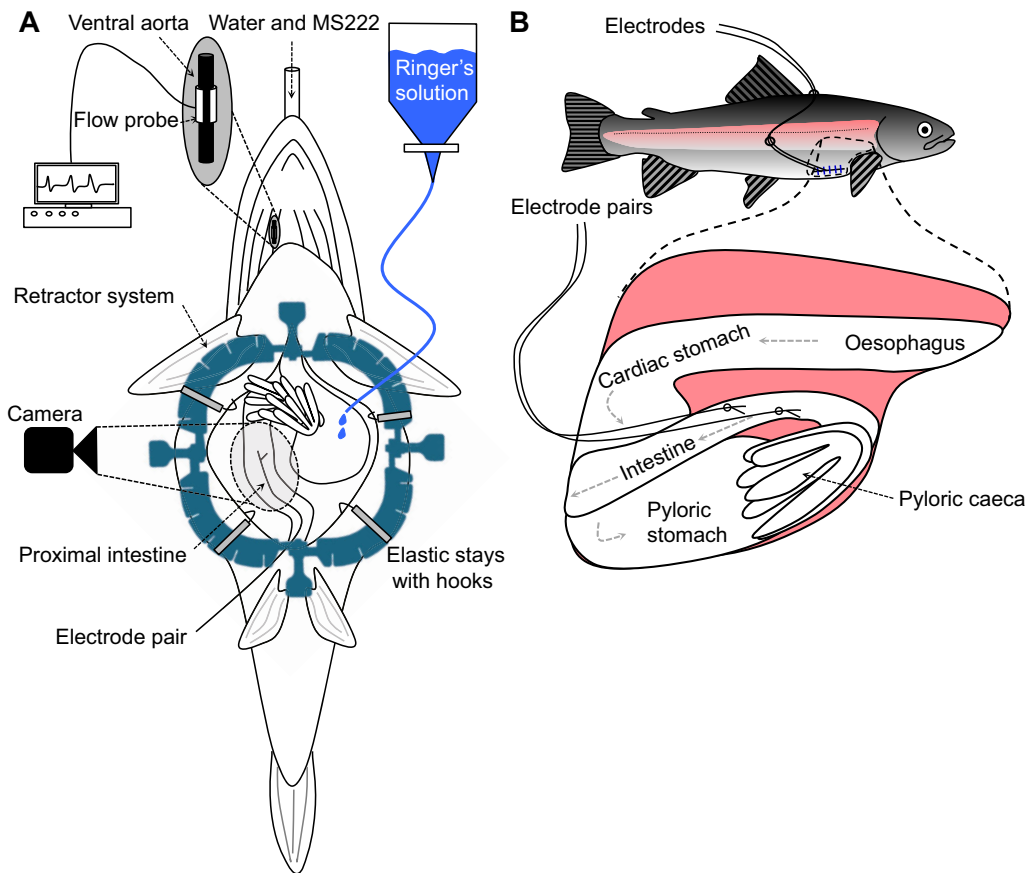 A
Ventral aorta
Water and MS222
Ringer's
solution
Flow probe
Retractor system
Camera
Proximal intestine
Elastic stays
with hooks
Electrode pair
B
Electrodes
Electrode pairs
Cardiac stomach
Oesophagus
Intestine
Pyloric
stomach
Pyloric caeca